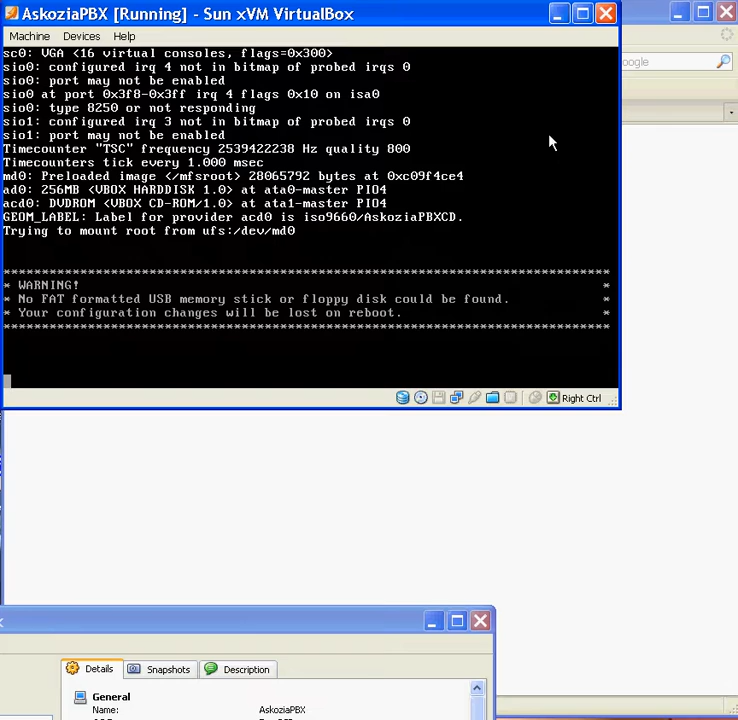 AskoziaPBX [Running] - Sun xVM VirtualBox
Machine Devices Help
oogle
sc0: VGA <16 virtual consoles, flags=0x300>
sio0: configured irq 4 not in bitmap of probed irqs 0
sio0: port may not be enabled
sio0 at port 0x3f8-0x3ff irq 4 flags 0x10 on isa0
sio0: type 8250 or not responding
sio1: configured irq 3 not in bitmap of probed irqs 0
sio1: port may not be enabled
Timecounter "TSC" frequency 2539422238 Hz quality 800
Timecounters tick every 1.000 msec
md0: Preloaded image </mfsroot> 28065792 bytes at 0xc09f4ce4
ad0: 256MB <VBOX HARDDISK 1.0> at ata0-master PIO4
acd0: DVDROM <VBOX CD-ROM/1.0> at ata1-master PIO4
GEOM_LABEL: Label for provider acd0 is iso9660/AskoziaPBXCD.
Trying to mount root from ufs:/dev/md0
*******************************************************************************
* WARNING! *
* No FAT formatted USB memory stick or floppy disk could be found. *
* Your configuration changes will be lost on reboot. *
*******************************************************************************
Right Ctrl
Details Snapshots Description
General
Name: AskoziaPBX